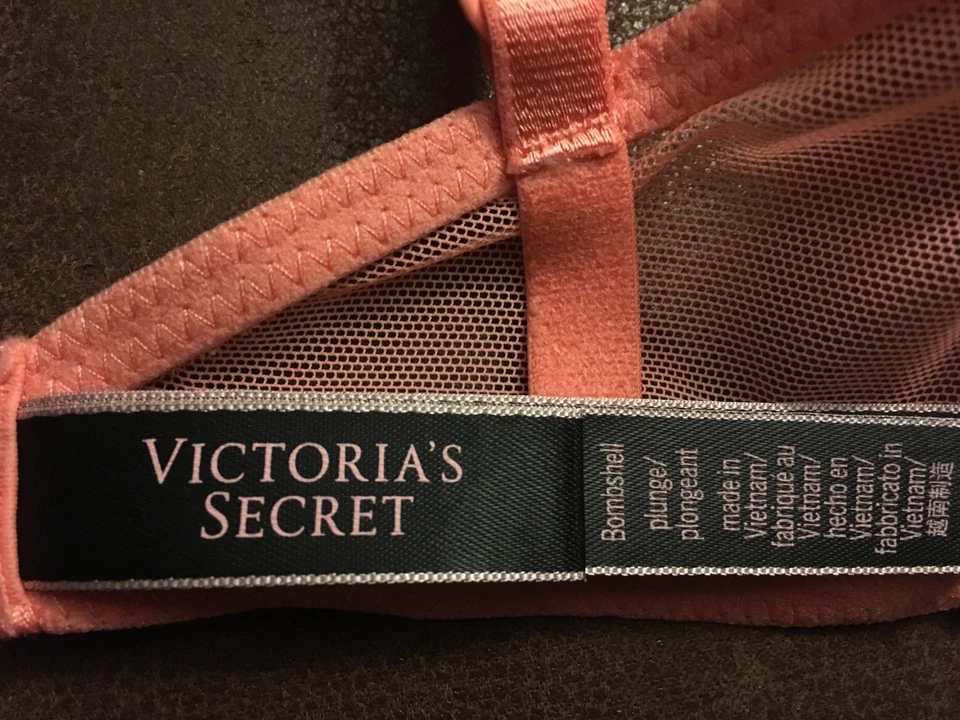 VICTORIA'S
SECRET
Bombshell
plunge/
plongeant
made in
Vietnam/
fabriqué au
Vietnam/
hecho en
Vietnam/
fabbricato in
Vietnam/
越南制造